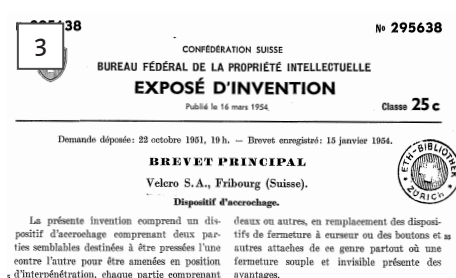 38
3
No 295638
CONFÉDÉRATION SUISSE
BUREAU FÉDÉRAL DE LA PROPRIÉTÉ INTELLECTUELLE
EXPOSÉ D'INVENTION
Publié le 16 mars 1954.
Classe 25 c
Demande déposée: 22 octobre 1951, 19 h. — Brevet enregistré: 15 janvier 1954.
BREVET PRINCIPAL
ETH-BIBLIOTHEK
ZÜRICH
Velcro S.A., Fribourg (Suisse).
Dispositif d'accrochage.
La présente invention comprend un dis-
positif d'accrochage comprenant deux par-
ties semblables destinées à être pressées l'une
contre l'autre pour être amenées en position
d'interpénétration, chaque partie comprenant
deaux ou autres, en remplacement des disposi-
tifs de fermeture à curseur ou des boutons et
autres attaches de ce genre partout où une
fermeture souple et invisible présente des
avantages.